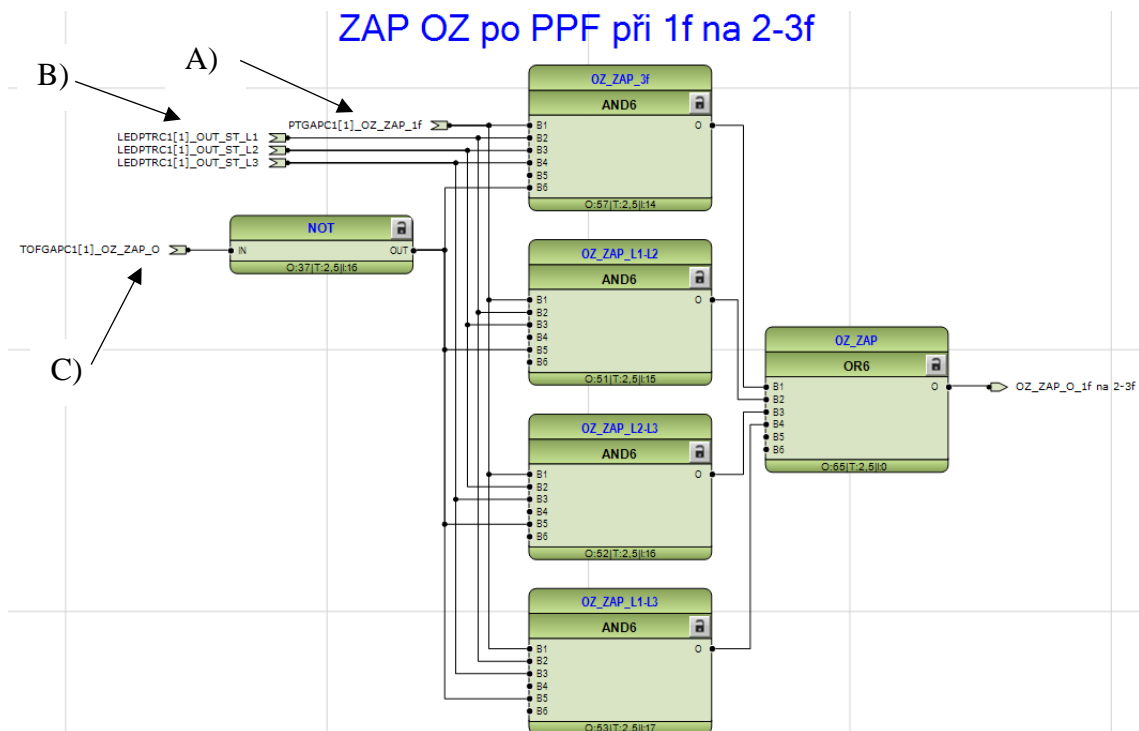 ZAP OZ po PPF při 1f na 2-3f
A)
B)
C)
PTGAPC1[1]_OZ_ZAP_1f
LEDPTRC1[1]_OUT_ST_L1
LEDPTRC1[1]_OUT_ST_L2
LEDPTRC1[1]_OUT_ST_L3
TOFGAPC1[1]_OZ_ZAP_O
NOT
IN OUT
O:37|T:2,5|I:16
OZ_ZAP_3f
AND6
B1 O
B2
B3
B4
B5
B6
O:57|T:2,5|I:14
OZ_ZAP_L1-L2
AND6
B1 O
B2
B3
B4
B5
B6
O:51|T:2,5|I:15
OZ_ZAP_L2-L3
AND6
B1 O
B2
B3
B4
B5
B6
O:52|T:2,5|I:16
OZ_ZAP_L1-L3
AND6
B1 O
B2
B3
B4
B5
B6
O:53|T:2,5|I:17
OZ_ZAP
OR6
B1 O
B2
B3
B4
B5
B6
O:65|T:2,5|I:0
OZ_ZAP_O_1f na 2-3f